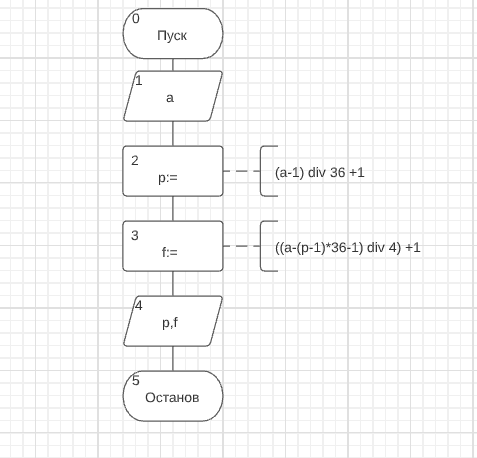 0
Пуск
1
a
2
p:=
(a-1) div 36 +1
3
f:=
((a-(p-1)*36-1) div 4) +1
4
p,f
5
Останов